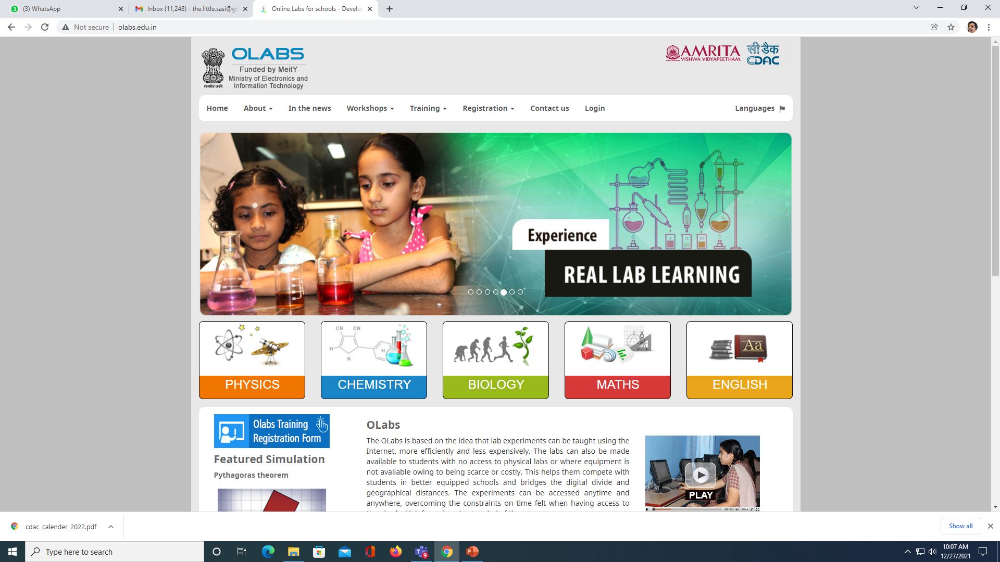 (3) WhatsApp
Inbox (11,248) - the.little.sasi@gr
Online Labs for schools - Develop
Not secure
olabs.edu.in
OLABS
Funded by MeitY
Ministry of Electronics and
Information Technology
सत्यमेव जयते
AMRITA
VISHWA VIDYAPEETHAM
सी डैक
CDAC
Home About In the news Workshops Training Registration Contact us Login Languages
Experience
REAL LAB LEARNING
CN CN
H
N
H
Aa
PHYSICS CHEMISTRY BIOLOGY MATHS ENGLISH
Olabs Training
Registration Form
Featured Simulation
Pythagoras theorem
OLabs
The OLabs is based on the idea that lab experiments can be taught using the
Internet, more efficiently and less expensively. The labs can also be made
available to students with no access to physical labs or where equipment is
not available owing to being scarce or costly. This helps them compete with
students in better equipped schools and bridges the digital divide and
geographical distances. The experiments can be accessed anytime and
anywhere, overcoming the constraints on time felt when having access to
PLAY
cdac_calender_2022.pdf
Show all
Type here to search
9
10:07 AM
12/27/2021